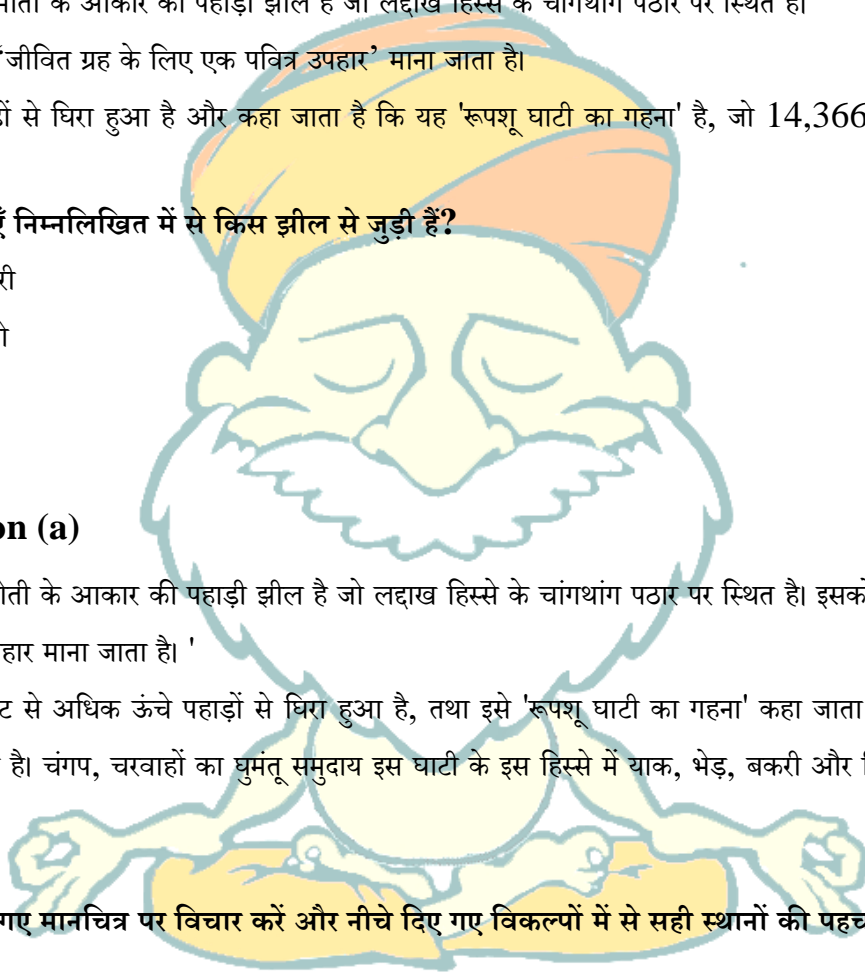 के आकार की पहाड़ी झील है जो लद्दाख हिस्से के चांगथांग पठार पर स्थित है।
‘जीवित ग्रह के लिए एक पवित्र उपहार’ माना जाता है।
से घिरा हुआ है और कहा जाता है कि यह 'रूपशू घाटी का गहना' है, जो 14,366
निम्नलिखित में से किस झील से जुड़ी हैं?
री
on (a)
ोती के आकार की पहाड़ी झील है जो लद्दाख हिस्से के चांगथांग पठार पर स्थित है। इसको
हार माना जाता है। '
ट से अधिक ऊंचे पहाड़ों से घिरा हुआ है, तथा इसे 'रूपशू घाटी का गहना' कहा जाता
है। चंगप, चरवाहों का घुमंतू समुदाय इस घाटी के इस हिस्से में याक, भेड़, बकरी और
गए मानचित्र पर विचार करें और नीचे दिए गए विकल्पों में से सही स्थानों की पहच